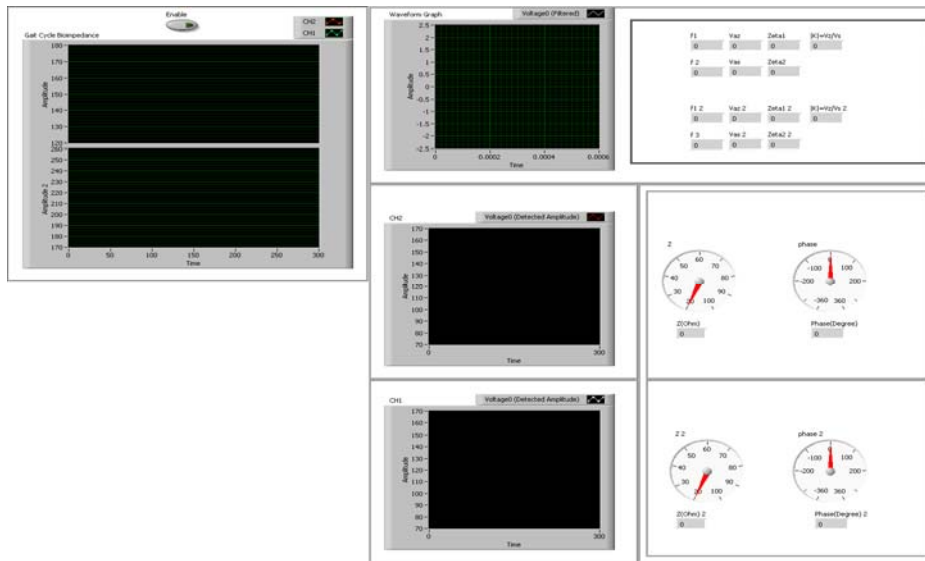 Enable
Gait Cycle Bioimpedance
CH2
CH1
180
170
160
150
140
130
120
Amplitude
260
250
240
230
220
210
200
190
180
170
Amplitude 2
0 50 100 150 200 250 300
Time
Waveform Graph
Voltage0 (Filtered)
2.5
2
1.5
1
0.5
0
-0.5
-1
-1.5
-2
-2.5
Amplitude
0 0.0002 0.0004 0.0006
Time
F1 Vaz Zeta1 |K|=Vz/Vs
0 0 0 0
F 2 Vas Zeta2
0 0 0
F1 2 Vaz 2 Zeta1 2 |K|=Vz/Vs 2
0 0 0 0
F 3 Vas 2 Zeta2 2
0 0 0
CH2
Voltage0 (Detected Amplitude)
170
160
150
140
130
120
110
100
90
80
70
Amplitude
0 300
Time
Z
20 30 40 50 60 70 80 90 100
Z(Ohm)
0
phase
-360 -200 -100 0 100 200 360
Phase(Degree)
0
CH1
Voltage0 (Detected Amplitude)
170
160
150
140
130
120
110
100
90
80
70
Amplitude
0 300
Time
Z 2
20 30 40 50 60 70 80 90 100
Z(Ohm) 2
0
phase 2
-360 -200 -100 0 100 200 360
Phase(Degree) 2
0